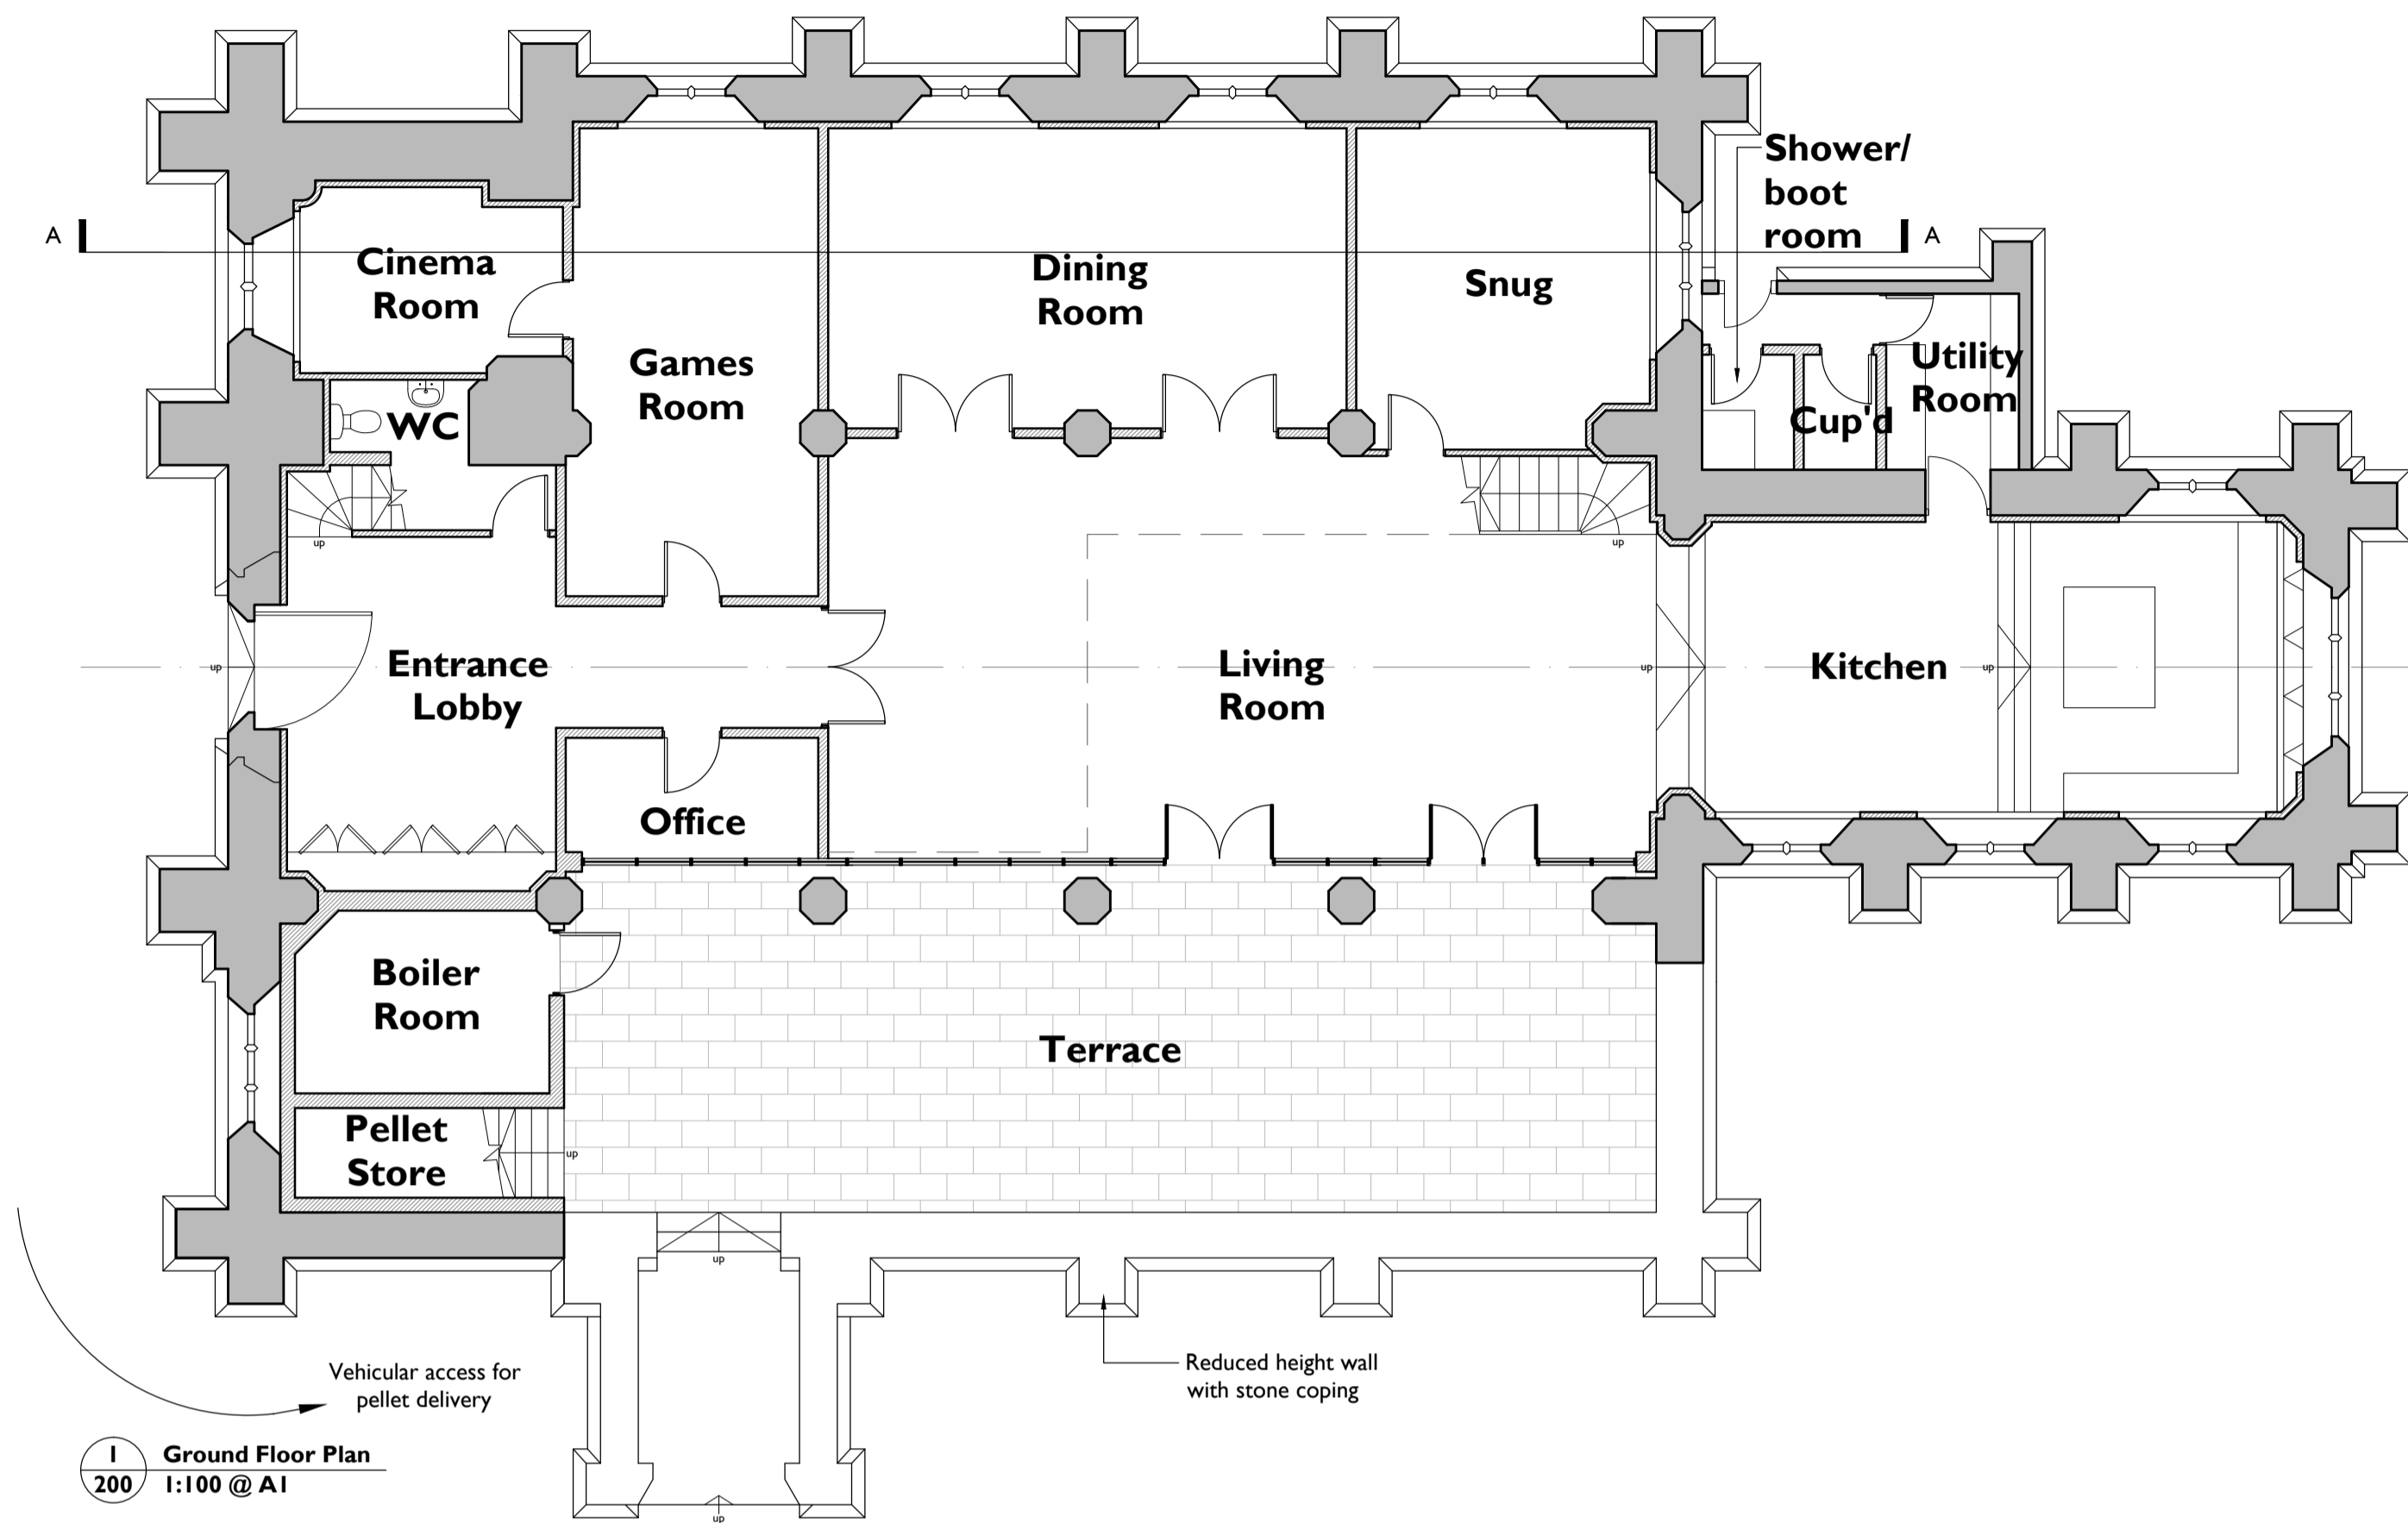 Shower/
boot
room
A
A
Cinema
Room
Dining
Room
Snug
Games
Room
Utility
Room
WC
Cup'd
up
up
Entrance
Lobby
Living
Room
Kitchen
up
up
up
Office
Boiler
Room
Terrace
Pellet
Store
up
up
Vehicular access for
pellet delivery
Reduced height wall
with stone coping
1
200
Ground Floor Plan
1:100 @ A1
up